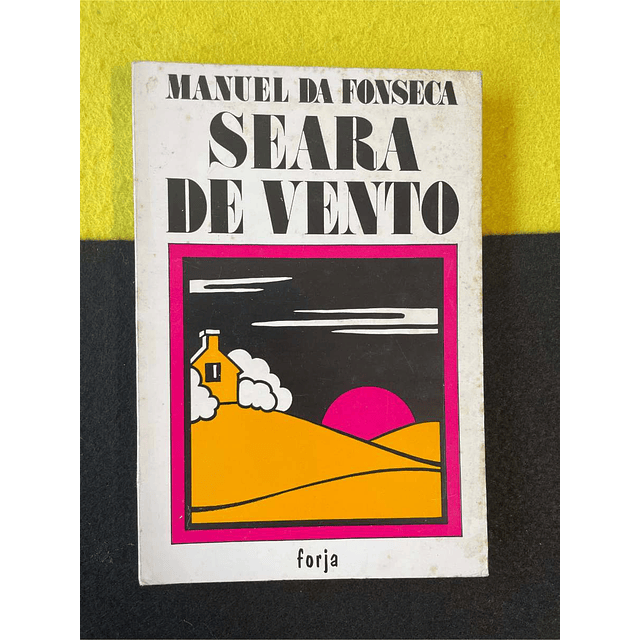 MANUEL DA FONSECA
SEARA
DE VENTO
forja